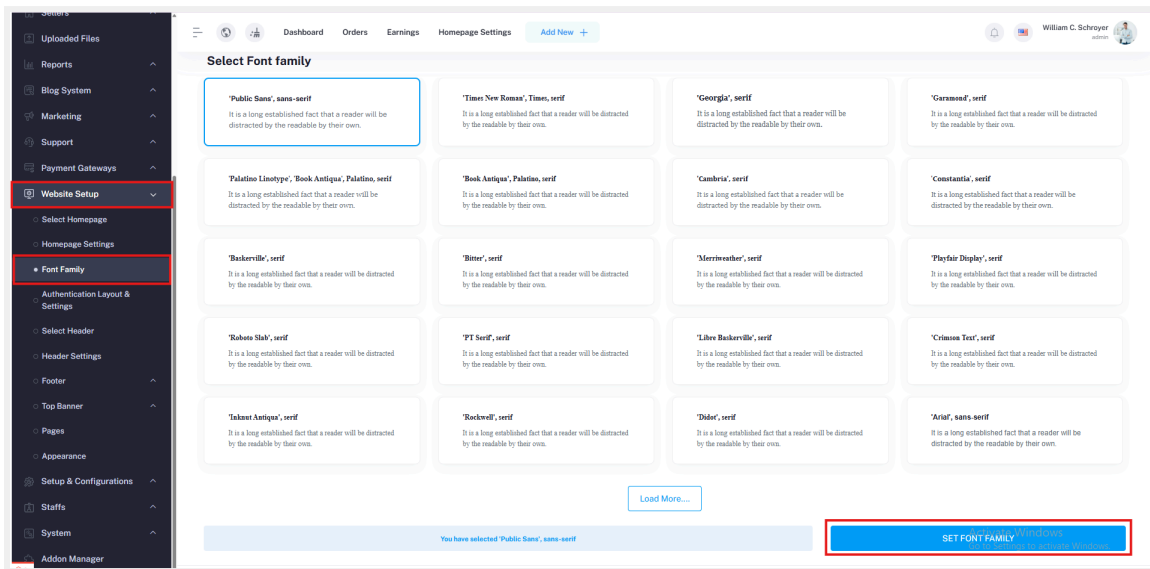 Sellers
Uploaded Files
Reports
Blog System
Marketing
Support
Payment Gateways
Website Setup
Select Homepage
Homepage Settings
Font Family
Authentication Layout &
Settings
Select Header
Header Settings
Footer
Top Banner
Pages
Appearance
Setup & Configurations
Staffs
System
Addon Manager
Dashboard Orders Earnings Homepage Settings Add New +
William C. Schroyer
admin
Select Font family
'Public Sans', sans-serif
It is a long established fact that a reader will be
distracted by the readable by their own.
'Times New Roman', Times, serif
It is a long established fact that a reader will be distracted
by the readable by their own.
'Georgia', serif
It is a long established fact that a reader will be
distracted by the readable by their own.
'Garamond', serif
It is a long established fact that a reader will be distracted
by the readable by their own.
'Palatino Linotype', 'Book Antiqua', Palatino, serif
It is a long established fact that a reader will be
distracted by the readable by their own.
'Book Antiqua', Palatino, serif
It is a long established fact that a reader will be distracted
by the readable by their own.
'Cambria', serif
It is a long established fact that a reader will be
distracted by the readable by their own.
'Constantia', serif
It is a long established fact that a reader will be
distracted by the readable by their own.
'Baskerville', serif
It is a long established fact that a reader will be distracted
by the readable by their own.
'Bitter', serif
It is a long established fact that a reader will be distracted
by the readable by their own.
'Merriweather', serif
It is a long established fact that a reader will be distracted
by the readable by their own.
'Playfair Display', serif
It is a long established fact that a reader will be distracted
by the readable by their own.
'Roboto Slab', serif
It is a long established fact that a reader will be distracted
by the readable by their own.
'PT Serif', serif
It is a long established fact that a reader will be distracted
by the readable by their own.
'Libre Baskerville', serif
It is a long established fact that a reader will be distracted
by the readable by their own.
'Crimson Text', serif
It is a long established fact that a reader will be distracted
by the readable by their own.
'Inknut Antiqua', serif
It is a long established fact that a reader will be distracted
by the readable by their own.
'Rockwell', serif
It is a long established fact that a reader will be distracted
by the readable by their own.
'Didot', serif
It is a long established fact that a reader will be distracted
by the readable by their own.
'Arial', sans-serif
It is a long established fact that a reader will be
distracted by the readable by their own.
Load More....
You have selected 'Public Sans', sans-serif
SET FONT FAMILY
Activate Windows
Go to Settings to activate Windows.